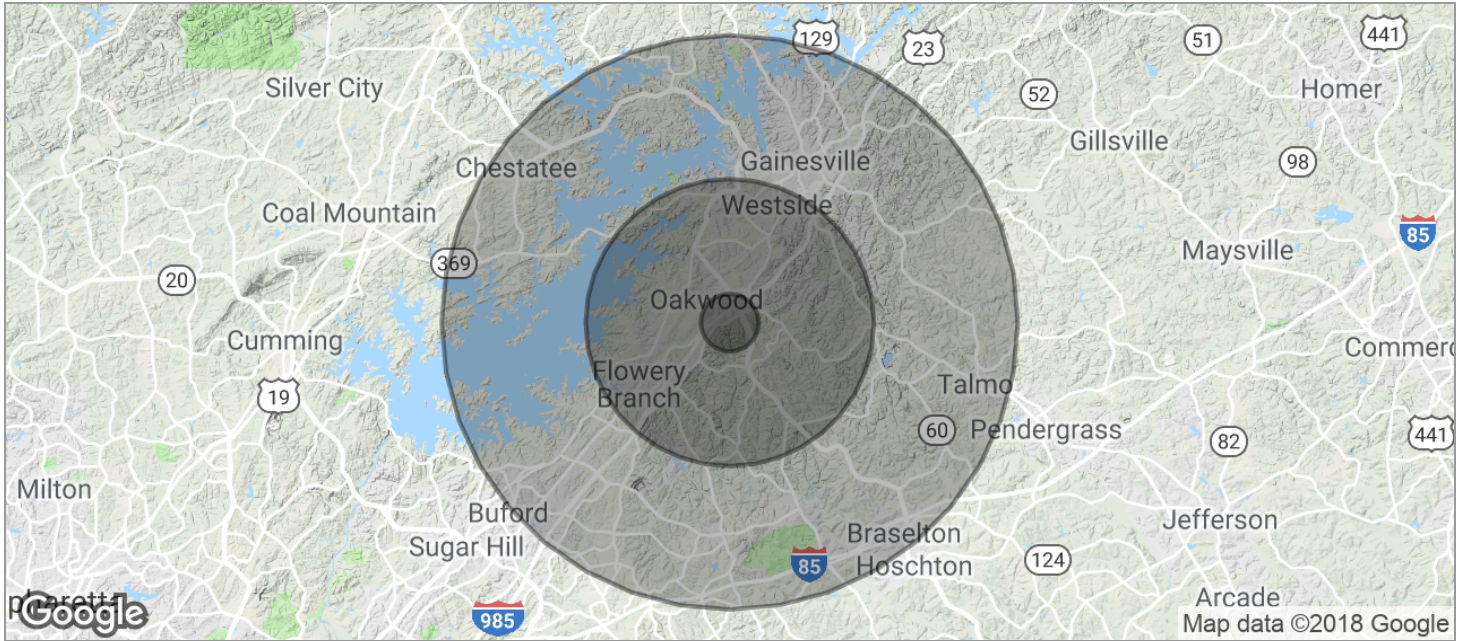 129
441
23
51
Silver City
Homer
52
Gillsville
98
Chestatee
Gainesville
Westside
Coal Mountain
85
Maysville
369
20
Oakwood
Cumming
Commerc
Flowery
Branch
Talmo
19
60
Pendergrass
82
441
Milton
Buford
Jefferson
Sugar Hill
Braselton
Hoschton
85
124
Arcade
pharetta
Google
985
Map data ©2018 Google